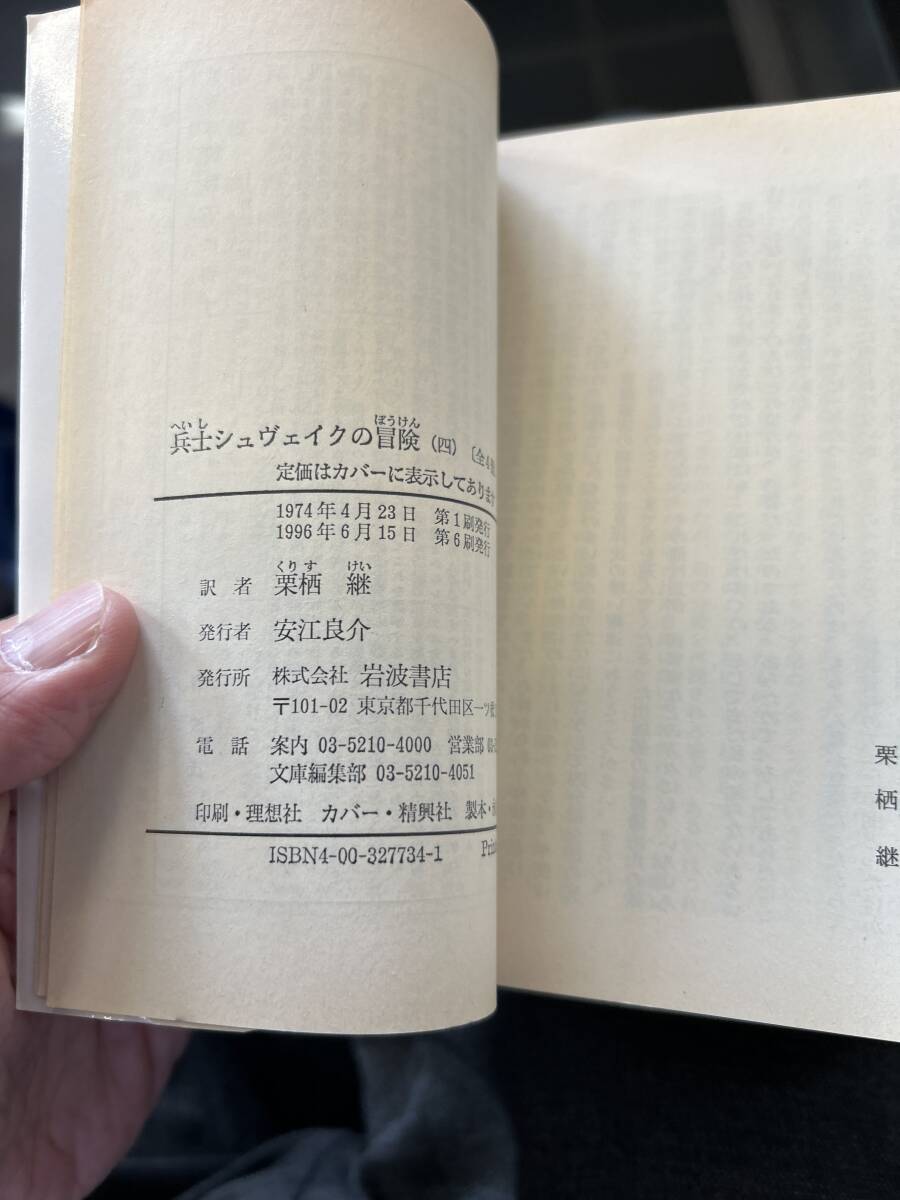 兵士シュヴェイクの冒険（四）〔全4
へいし ぼうけん
定価はカバーに表示してあります
1974年4月23日 第1刷発行
1996年6月15日 第6刷発行
くりす けい
訳者 栗栖 継
発行者 安江良介
発行所 株式会社 岩波書店
〒101-02 東京都千代田区一ツ
電話 案内 03-5210-4000 営業部
文庫編集部 03-5210-4051
印刷・理想社 カバー・精興社 製本・
ISBN4-00-327734-1
栗栖継